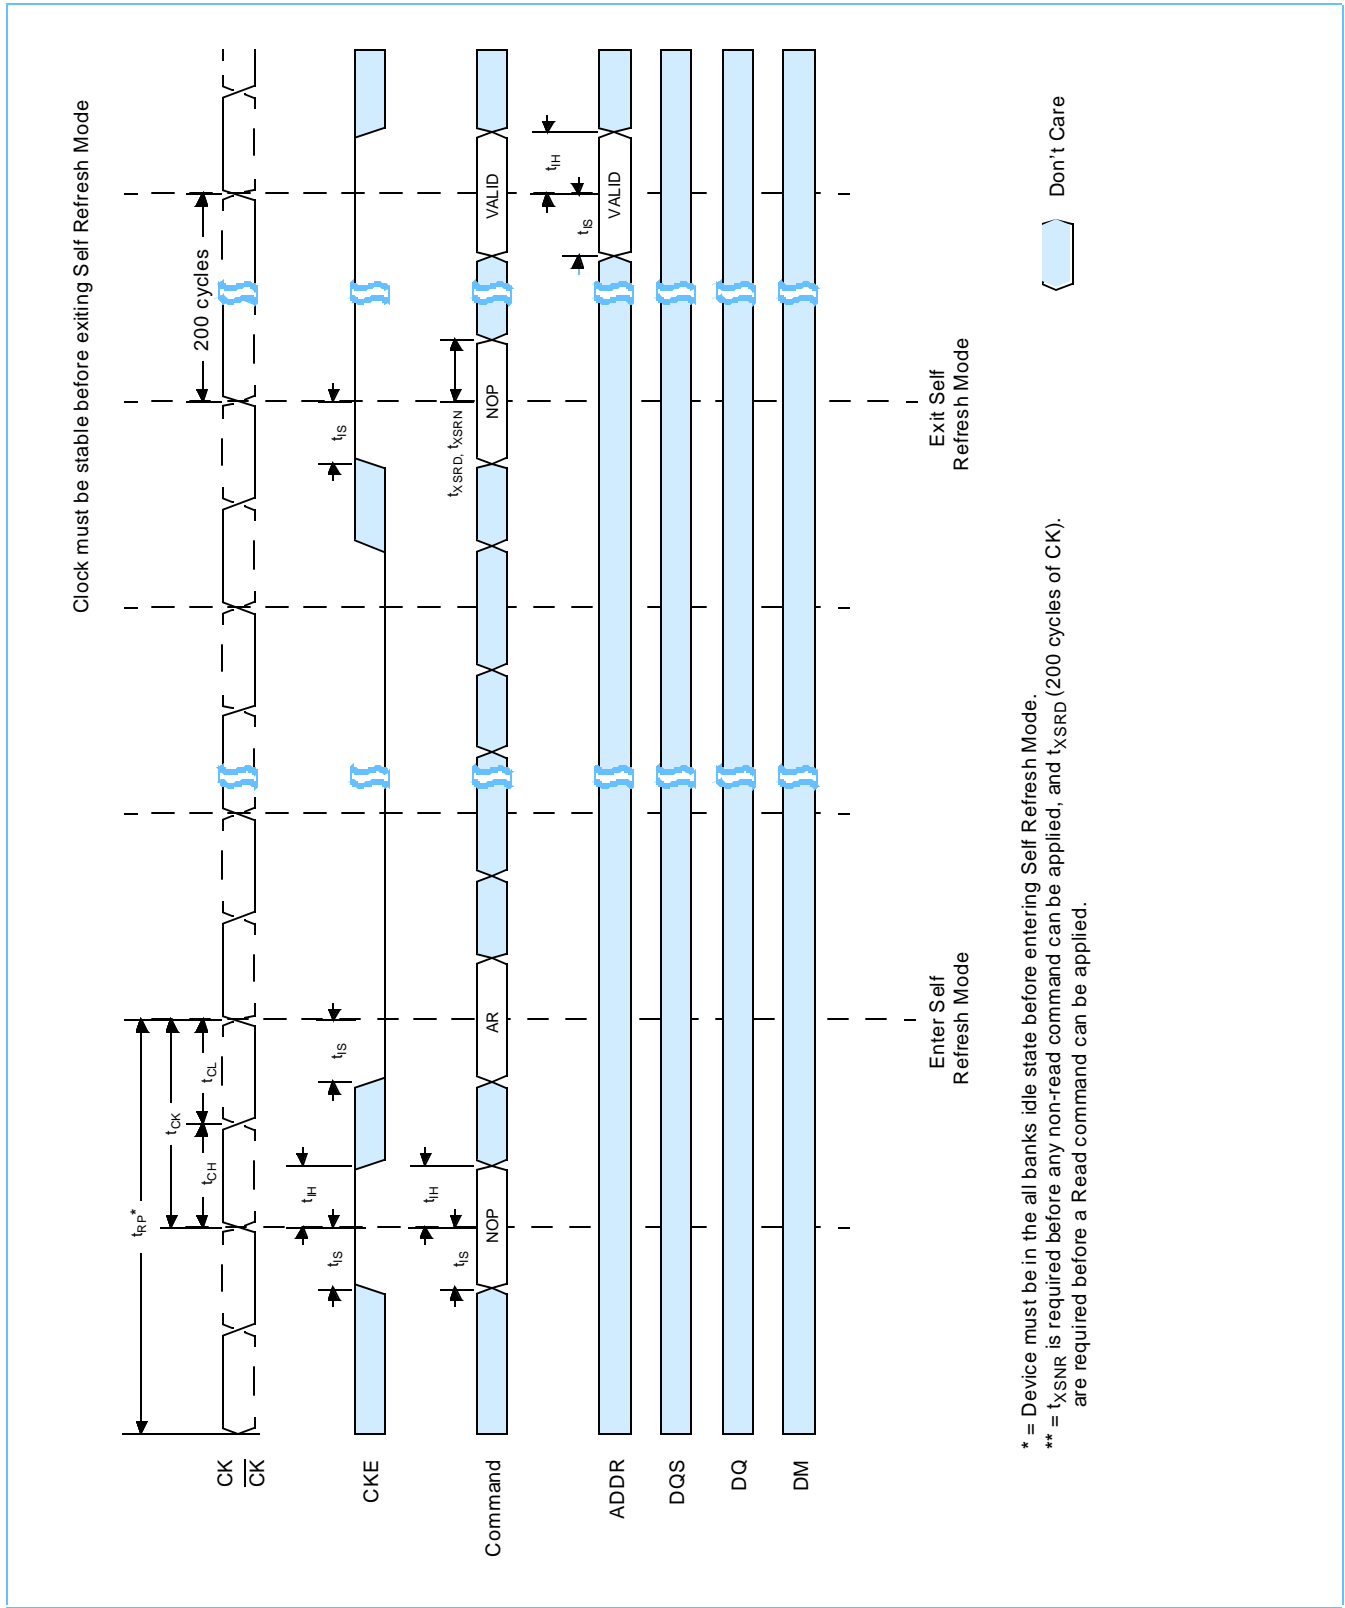 Clock must be stable before exiting Self Refresh Mode
tRP*
tCK
tCH
tCL
200 cycles
CK
CK
tIS
tIH
tIS
tIS
CKE
tIS
tIH
tXSRD, tXSRN
Command
NOP
AR
NOP
VALID
tIS
tIH
ADDR
VALID
DQS
DQ
DM
Enter Self
Refresh Mode
Exit Self
Refresh Mode
* = Device must be in the all banks idle state before entering Self Refresh Mode.
** = tXSNR is required before any non-read command can be applied, and tXSRD (200 cycles of CK).
are required before a Read command can be applied.
Don't Care